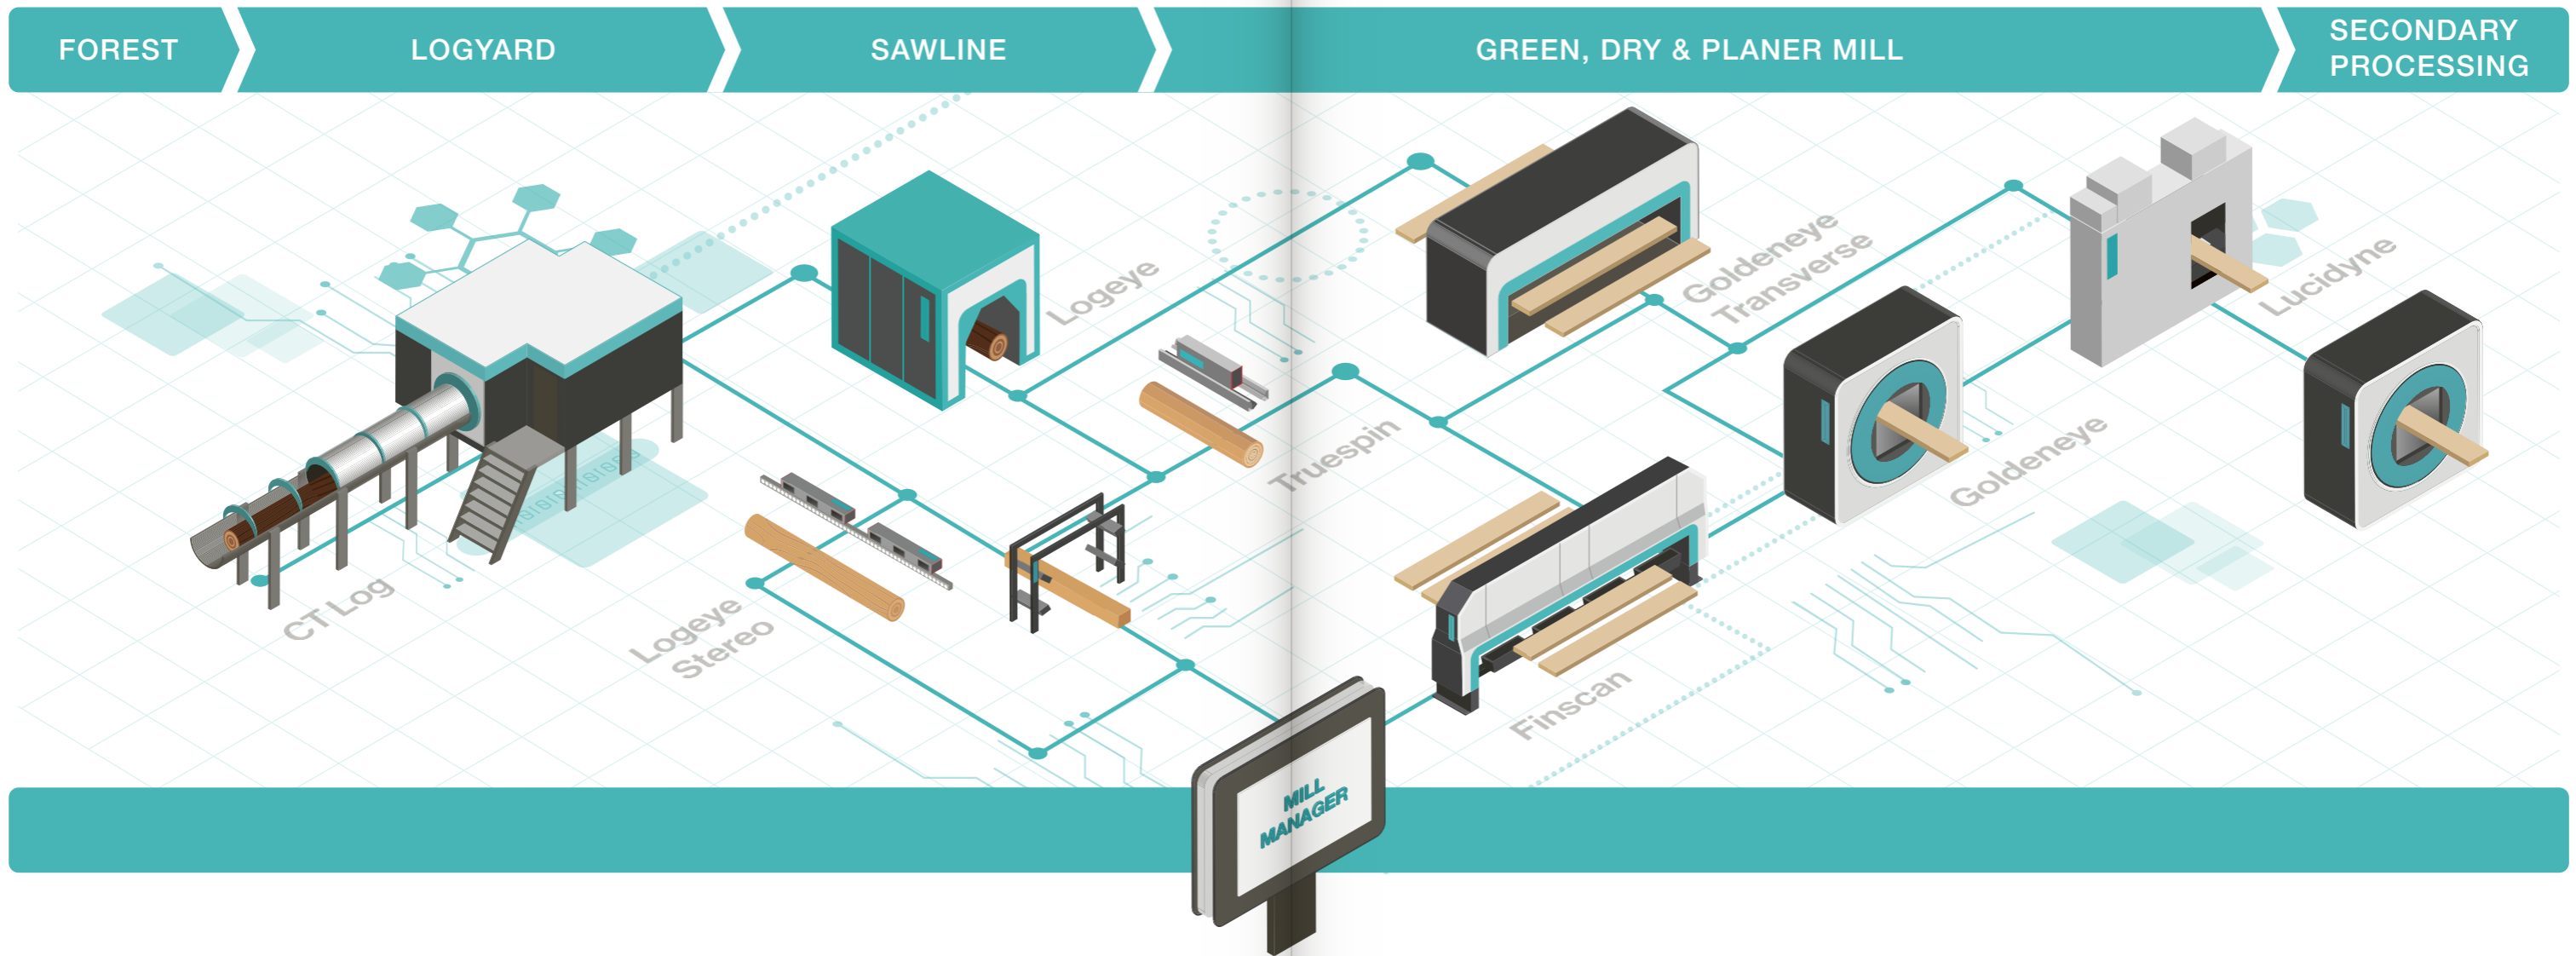 FOREST
LOGYARD
SAWLINE
GREEN, DRY & PLANER MILL
SECONDARY
PROCESSING
CT Log
Logeye
Stereo
Logeye
Truespin
Goldeneye
Transverse
Finscan
Goldeneye
Lucidyne
MILL
MANAGER